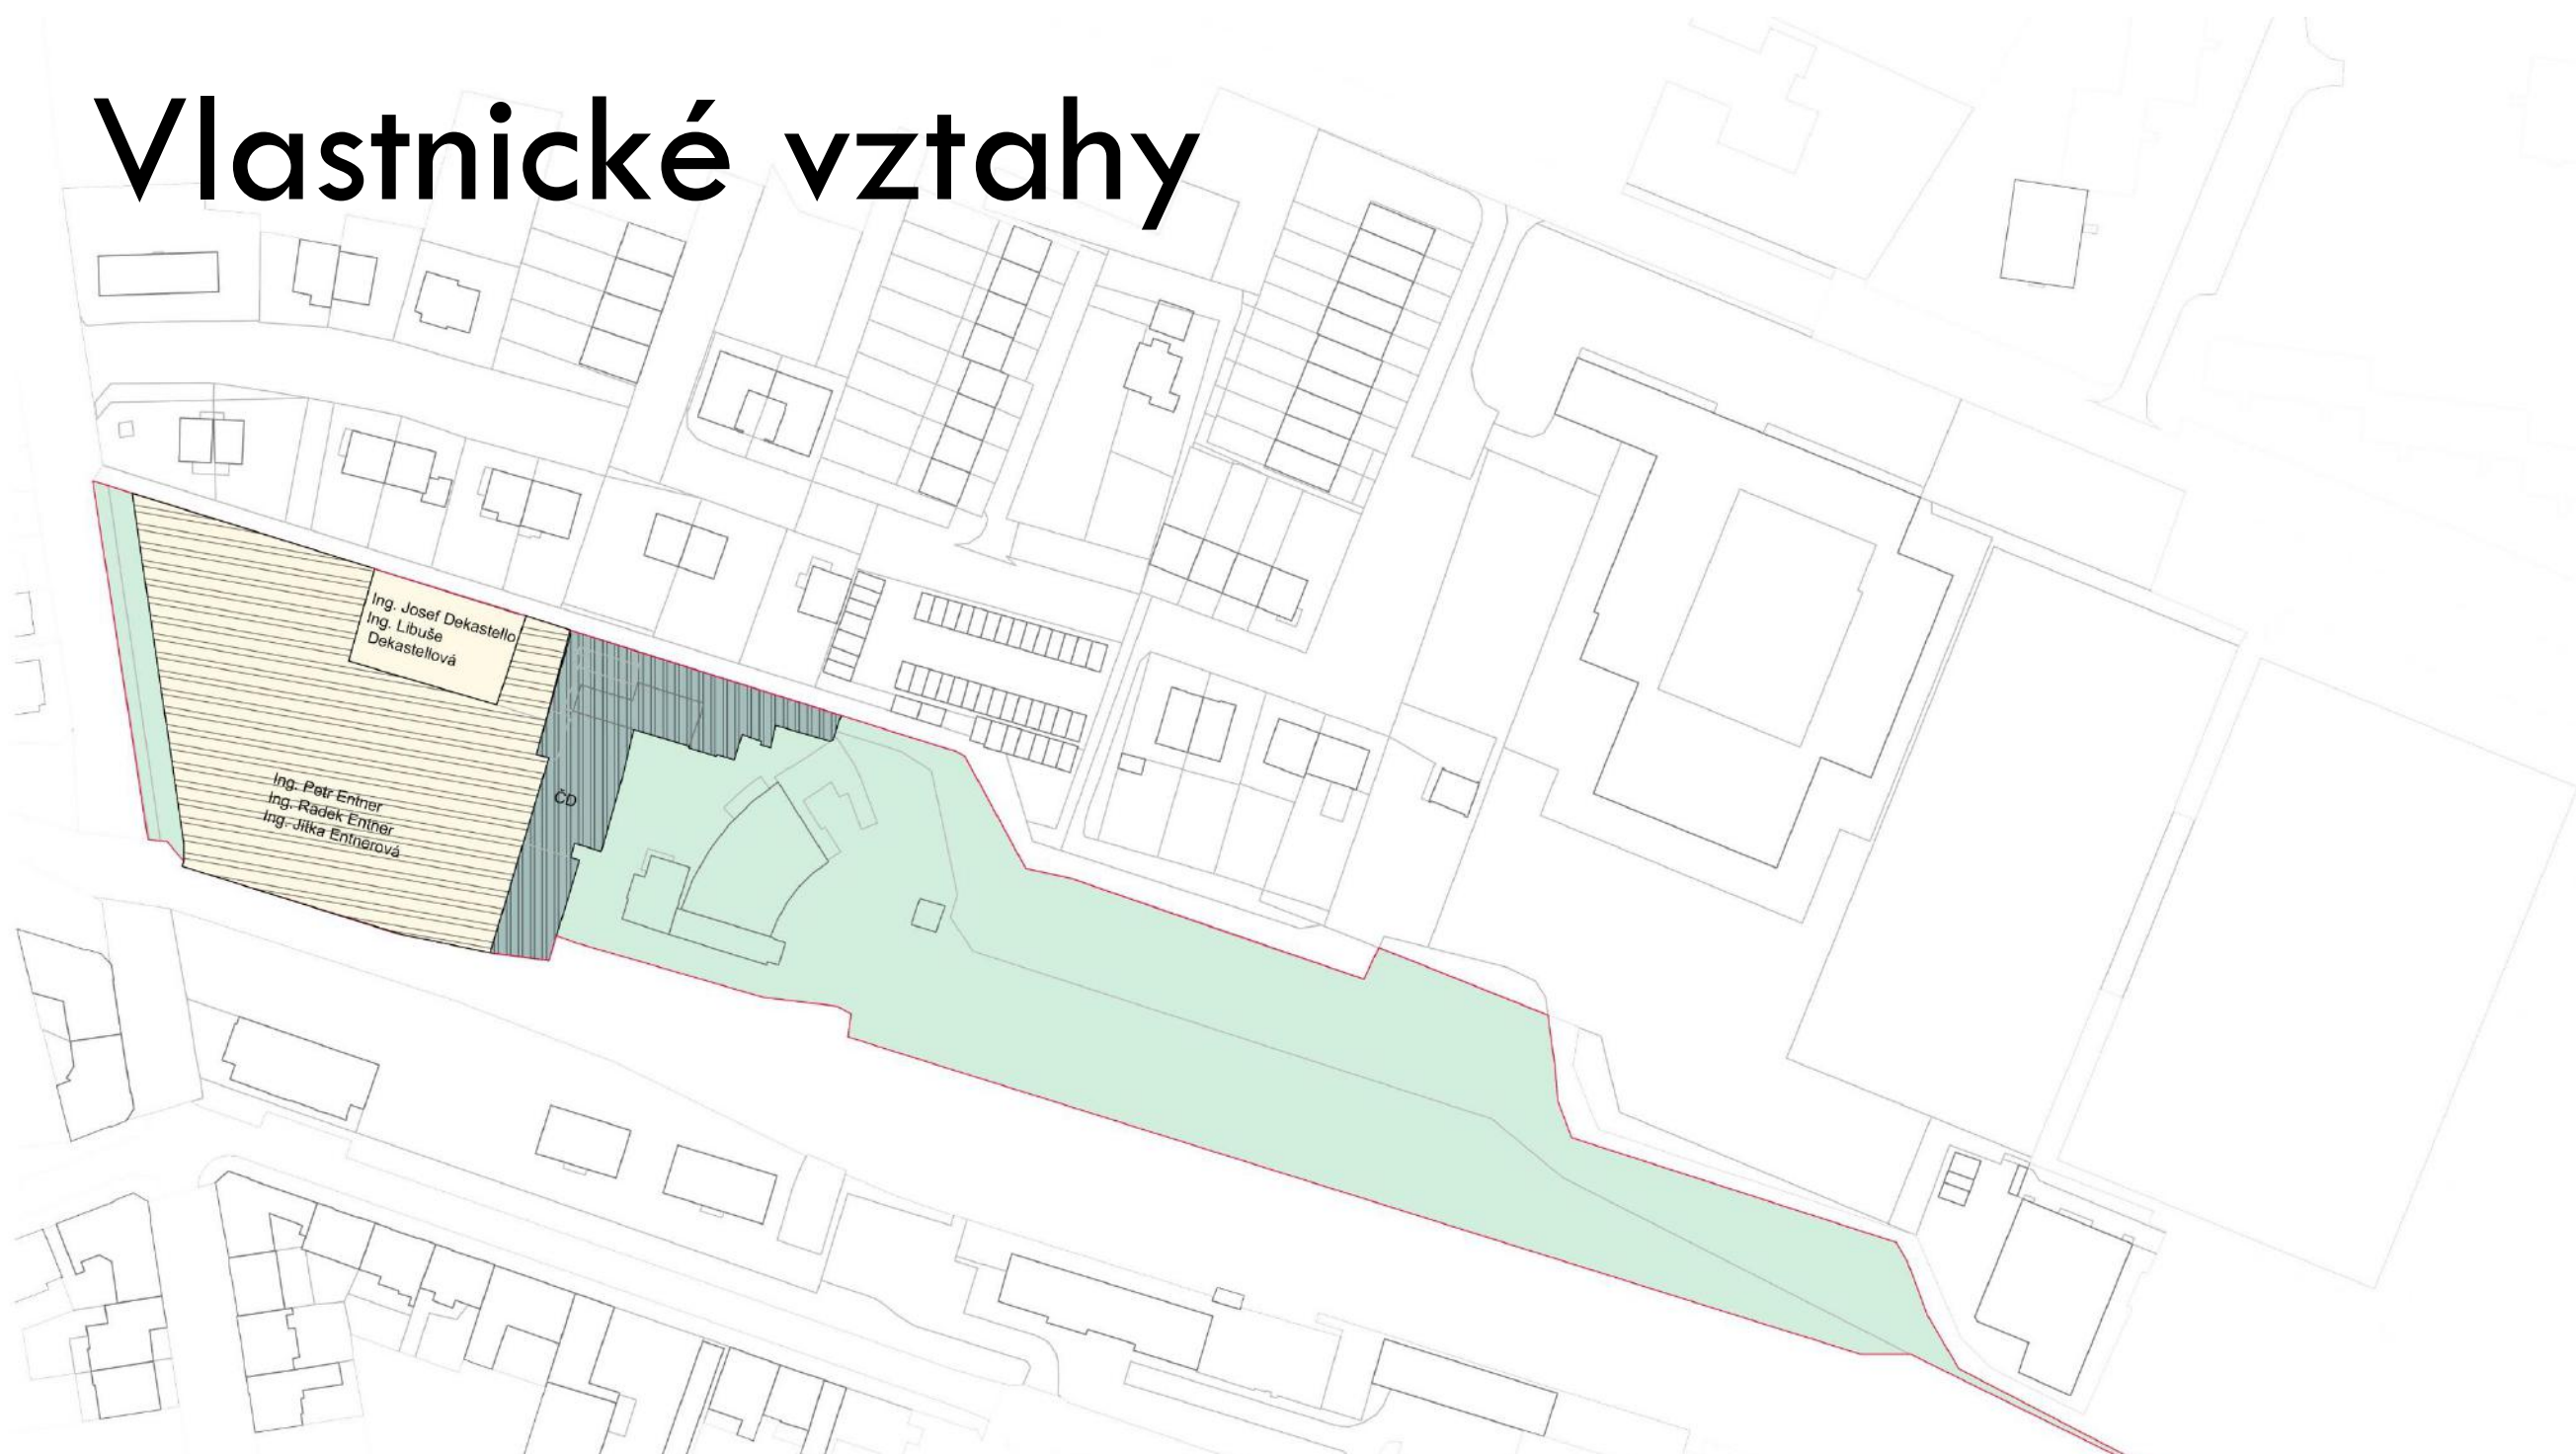 Vlastnické vztahy
Ing. Josef Dekastello
Ing. Libuše
Dekastellová
Ing. Petr Entner
Ing. Radek Entner
Ing. Jitka Entnerová
ČD